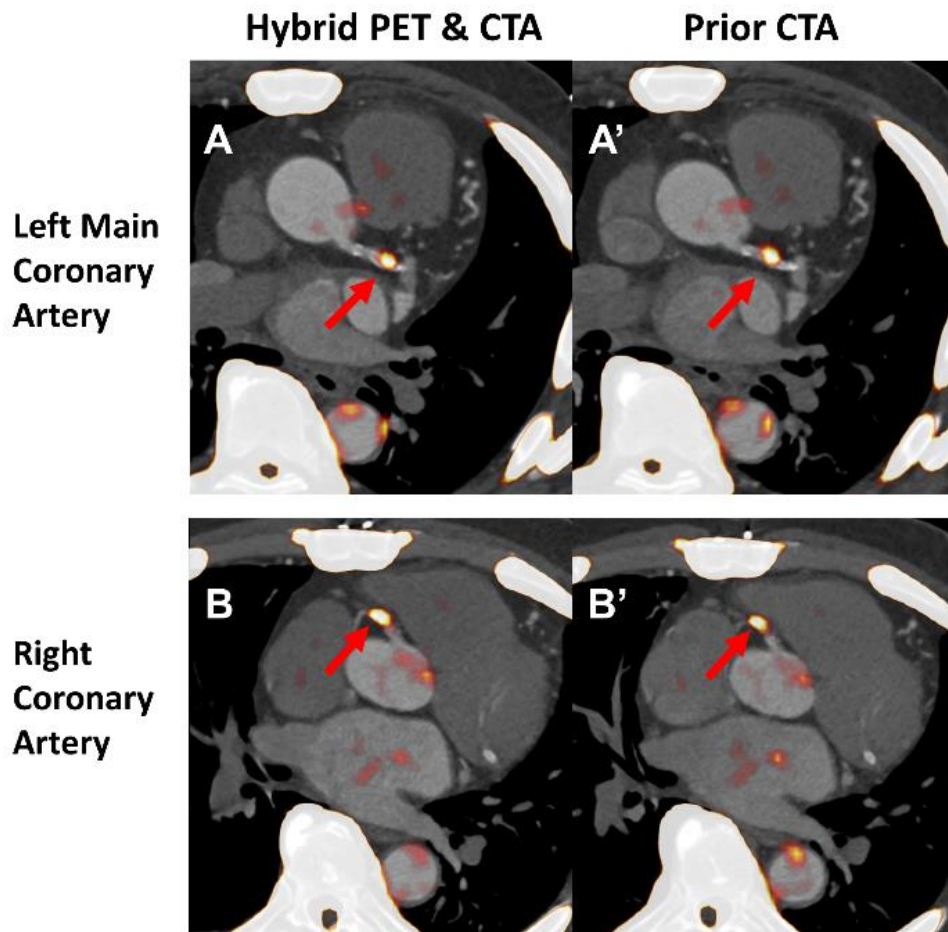 Hybrid PET & CTA
Prior CTA
Left Main
Coronary
Artery
A
A'
Right
Coronary
Artery
B
B'